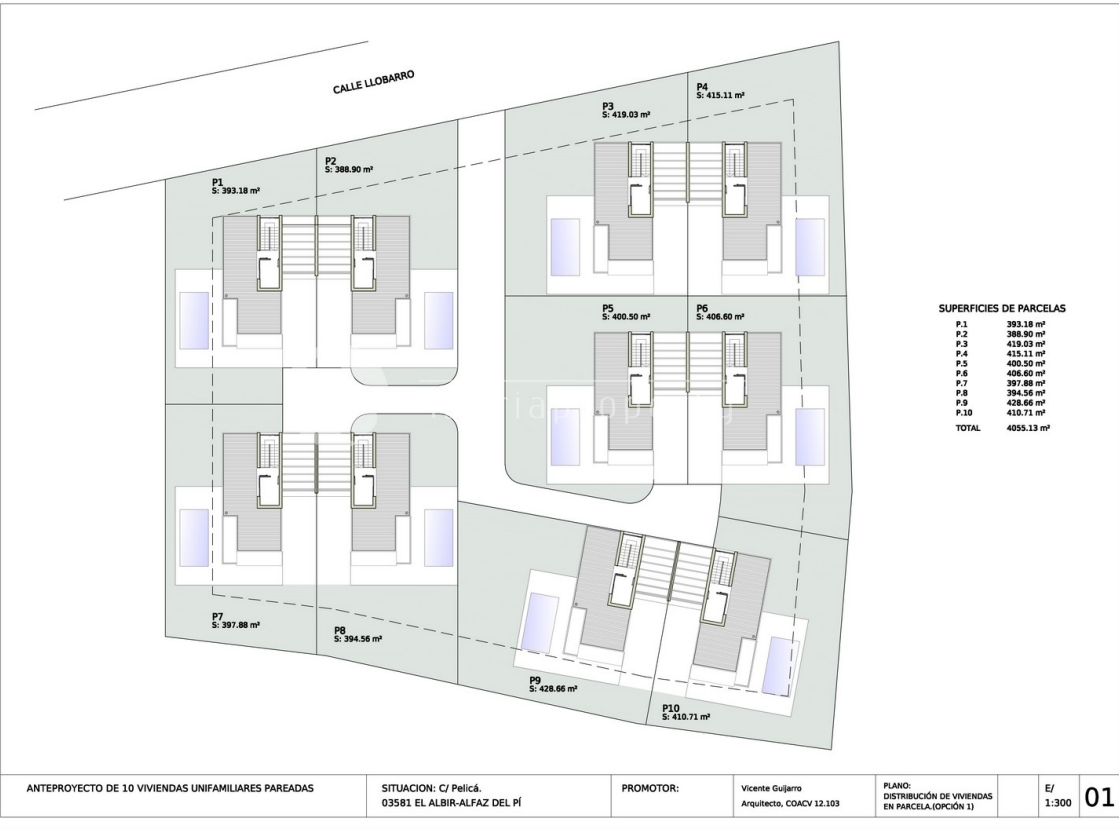 CALLE LLOBARRO
P4
S: 415.11 m²
P3
S: 419.03 m²
P2
S: 388.90 m²
P1
S: 393.18 m²
P5
S: 400.50 m²
P6
S: 406.60 m²
P7
S: 397.88 m²
P8
S: 394.56 m²
P9
S: 428.66 m²
P10
S: 410.71 m²
SUPERFICIES DE PARCELAS
P.1 393.18 m²
P.2 388.90 m²
P.3 419.03 m²
P.4 415.11 m²
P.5 400.50 m²
P.6 406.60 m²
P.7 397.88 m²
P.8 394.56 m²
P.9 428.66 m²
P.10 410.71 m²
TOTAL 4055.13 m²
ANTEPROYECTO DE 10 VIVIENDAS UNIFAMILIARES PAREADAS
SITUACION: C/ Pelicá.
03581 EL ALBIR-ALFAZ DEL PÍ
PROMOTOR:
Vicente Guijarro
Arquitecto, COACV 12.103
PLANO:
DISTRIBUCIÓN DE VIVIENDAS
EN PARCELA.(OPCIÓN 1)
E/
1:300
01